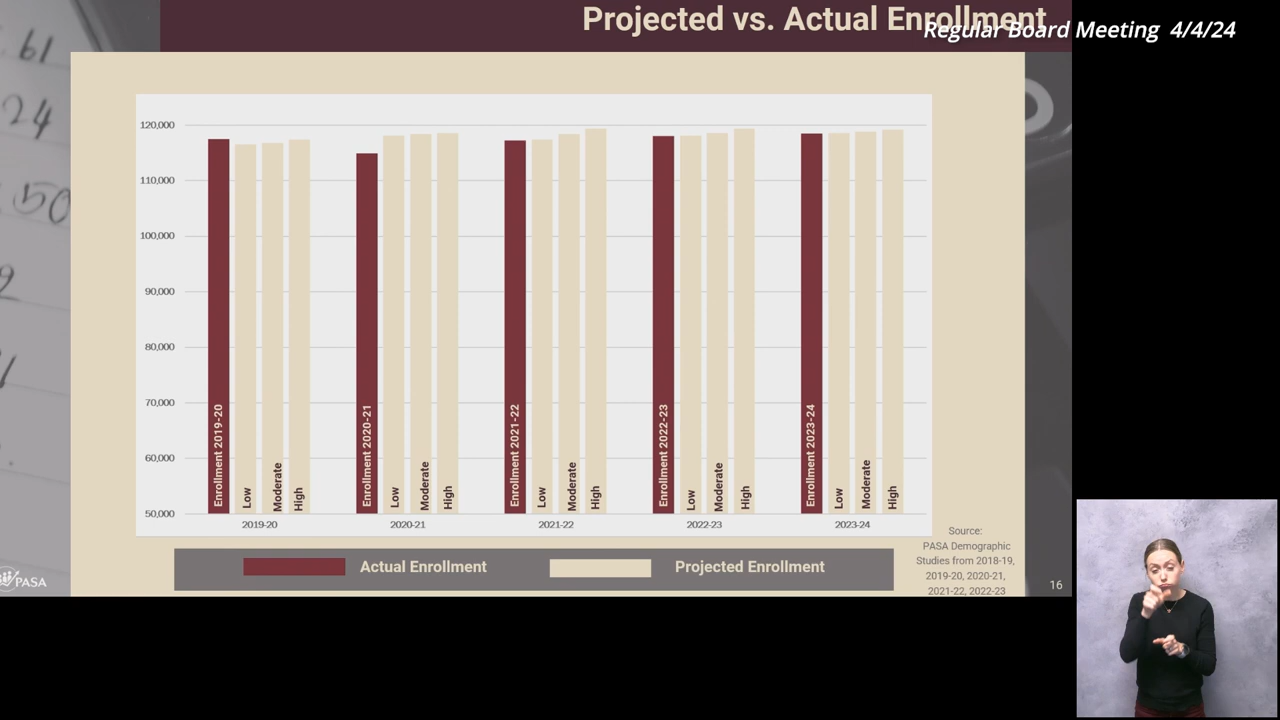 Projected vs. Actual Enrollment
Regular Board Meeting 4/4/24
61
24
50
120,000
110,000
100,000
90,000
80,000
70,000
60,000
50,000
Enrollment 2019-20
Low
Moderate
High
Enrollment 2020-21
Low
Moderate
High
Enrollment 2021-22
Low
Moderate
High
Enrollment 2022-23
Low
Moderate
High
Enrollment 2023-24
Low
Moderate
High
2019-20
2020-21
2021-22
2022-23
2023-24
Actual Enrollment
Projected Enrollment
Source:
PASA Demographic
Studies from 2018-19,
2019-20, 2020-21,
2021-22, 2022-23
PASA
16